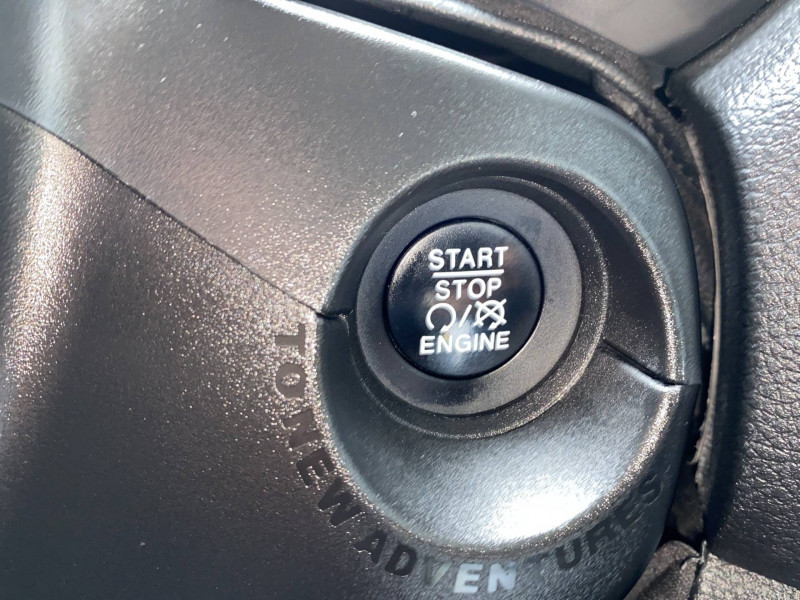 START
STOP
ENGINE
TO NEW ADVENTURES